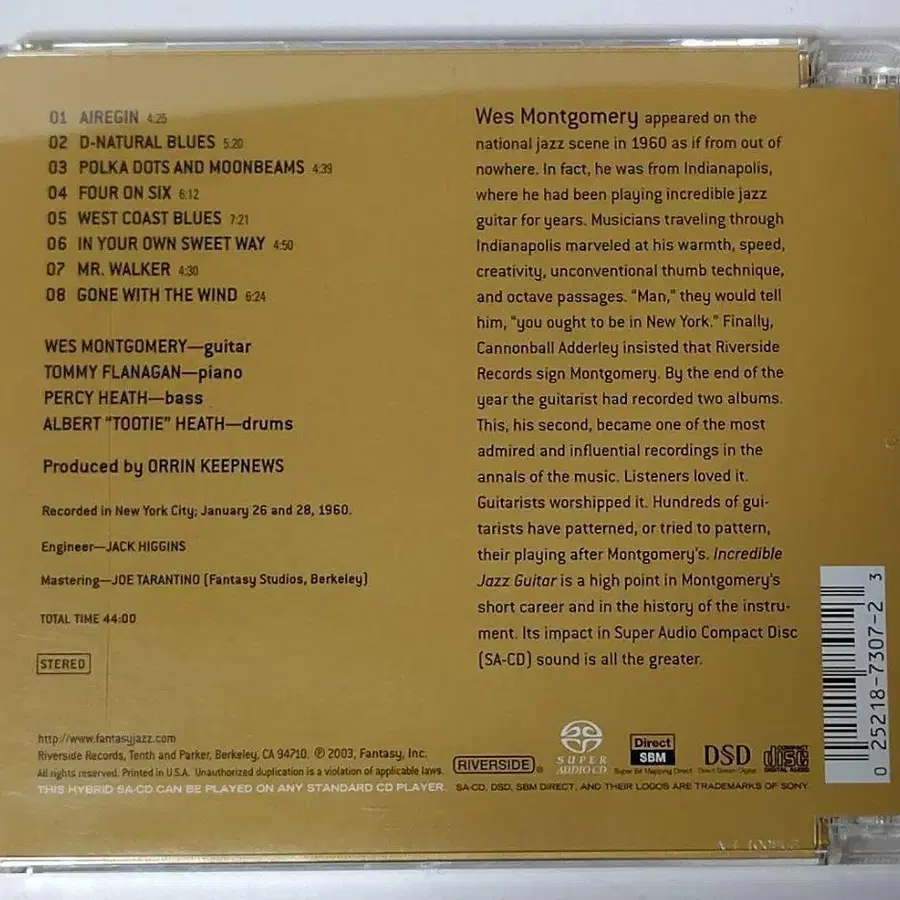 01 AIREGIN 4:25
02 D-NATURAL BLUES 5:20
03 POLKA DOTS AND MOONBEAMS 4:39
04 FOUR ON SIX 6:12
05 WEST COAST BLUES 7:21
06 IN YOUR OWN SWEET WAY 4:50
07 MR. WALKER 4:30
08 GONE WITH THE WIND 6:24
WES MONTGOMERY—guitar
TOMMY FLANAGAN—piano
PERCY HEATH—bass
ALBERT “TOOTIE” HEATH—drums
Produced by ORRIN KEEPNEWS
Recorded in New York City; January 26 and 28, 1960.
Engineer—JACK HIGGINS
Mastering—JOE TARANTINO (Fantasy Studios, Berkeley)
TOTAL TIME 44:00
STEREO
Wes Montgomery appeared on the
national jazz scene in 1960 as if from out of
nowhere. In fact, he was from Indianapolis,
where he had been playing incredible jazz
guitar for years. Musicians traveling through
Indianapolis marveled at his warmth, speed,
creativity, unconventional thumb technique,
and octave passages. “Man,” they would tell
him, “you ought to be in New York.” Finally,
Cannonball Adderley insisted that Riverside
Records sign Montgomery. By the end of the
year the guitarist had recorded two albums.
This, his second, became one of the most
admired and influential recordings in the
annals of the music. Listeners loved it.
Guitarists worshipped it. Hundreds of gui-
tarists have patterned, or tried to pattern,
their playing after Montgomery's. Incredible
Jazz Guitar is a high point in Montgomery's
short career and in the history of the instru-
ment. Its impact in Super Audio Compact Disc
(SA-CD) sound is all the greater.
0 25218-7307-2 3
http://www.fantasyjazz.com
Riverside Records, Tenth and Parker, Berkeley, CA 94710. ℗ 2003, Fantasy, Inc.
All rights reserved. Printed in U.S.A. Unauthorized duplication is a violation of applicable laws.
THIS HYBRID SA-CD CAN BE PLAYED ON ANY STANDARD CD PLAYER.
RIVERSIDE ®
SUPER AUDIO CD
Direct SBM
Super Bit Mapping Direct
DSD
Direct Stream Digital
disc
DIGITAL AUDIO
SA-CD, DSD, SBM DIRECT, AND THEIR LOGOS ARE TRADEMARKS OF SONY.